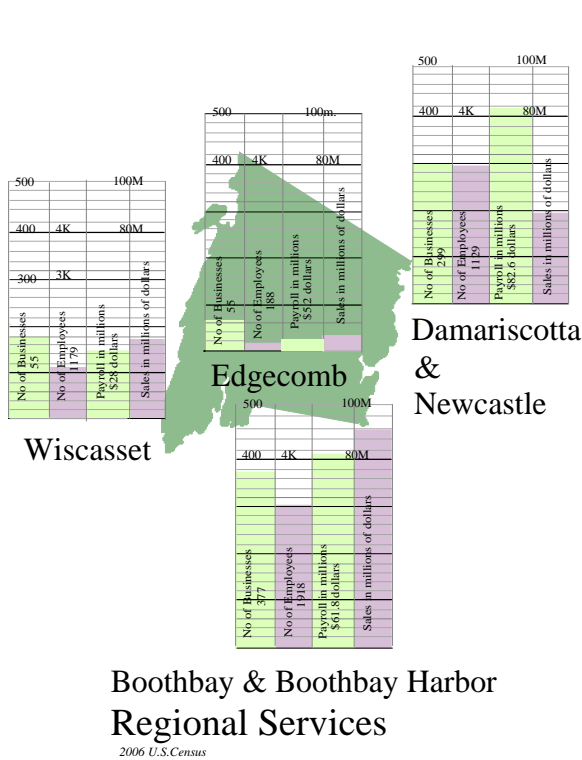 500 100M
400 4K 80M
No of Businesses
299
No of Employees
1129
Payroll in millions
$82.6 dollars
Sales in millions of dollars
Damariscotta
&
Newcastle
500 100m.
400 4K 80M
No of Businesses
55
No of Employees
188
Payroll in millions
$5.2 dollars
Sales in millions of dollars
Edgecomb
500 100M
400 4K 80M
300 3K
No of Businesses
55
No of Employees
1179
Payroll in millions
$28 dollars
Sales in millions of dollars
Wiscasset
500 100M
400 4K 80M
No of Businesses
377
No of Employees
1918
Payroll in millions
$61.8 dollars
Sales in millions of dollars
Boothbay & Boothbay Harbor
Regional Services
2006 U.S.Census